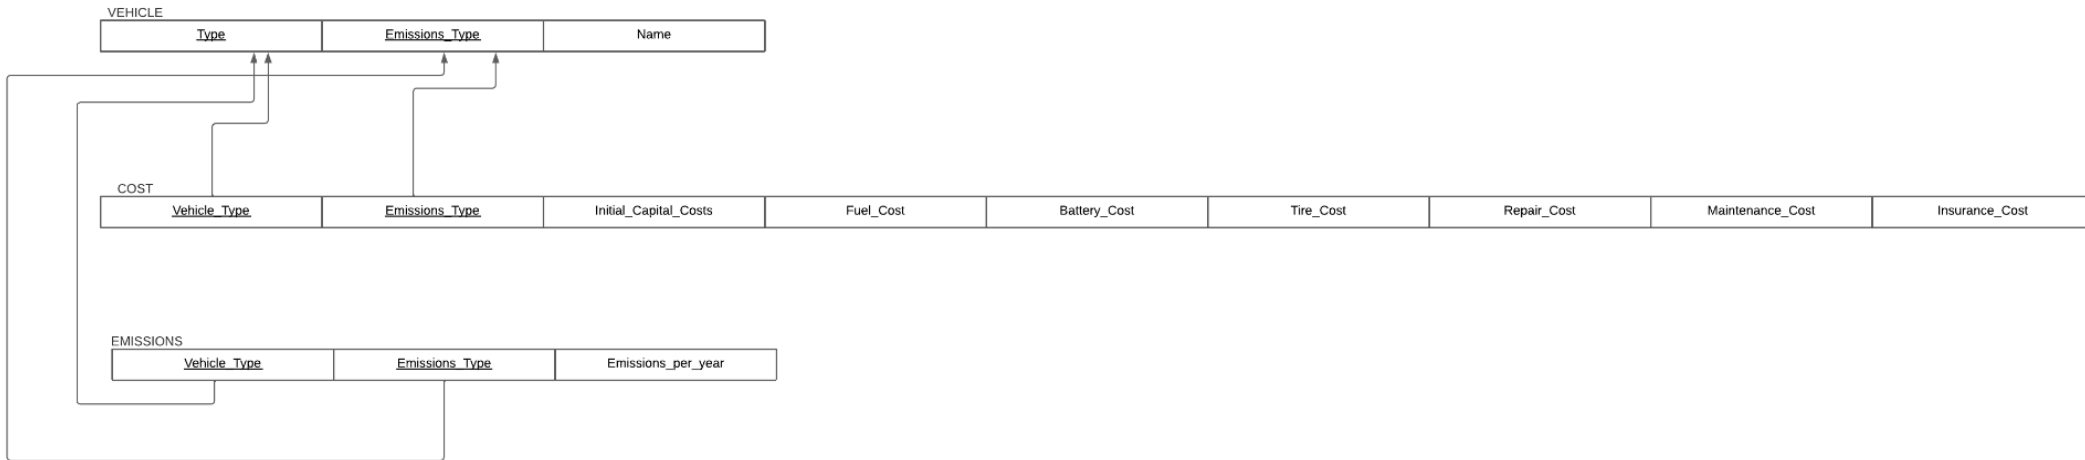 VEHICLE
Type Emissions_Type Name
COST
Vehicle_Type Emissions_Type Initial_Capital_Costs Fuel_Cost Battery_Cost Tire_Cost Repair_Cost Maintenance_Cost Insurance_Cost
EMISSIONS
Vehicle_Type Emissions_Type Emissions_per_year